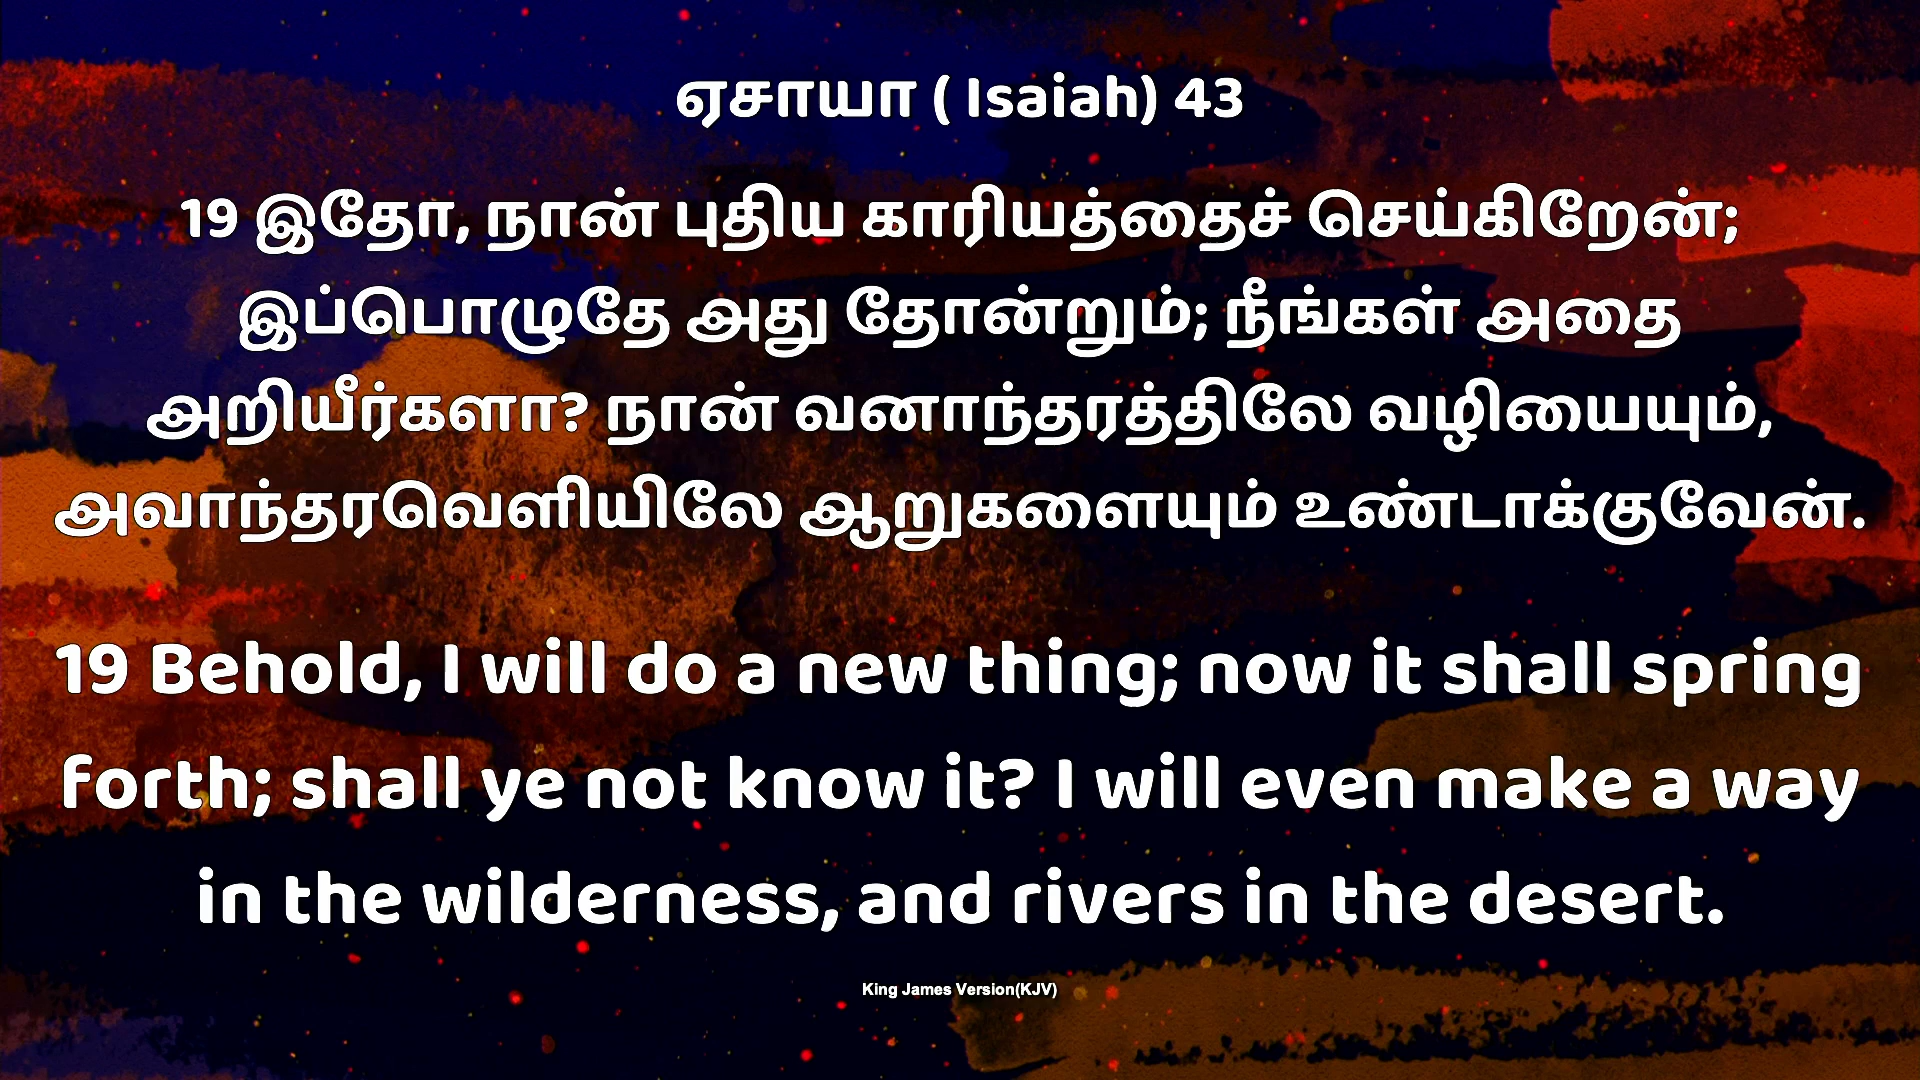 ஏசாயா ( Isaiah) 43
19 இதோ, நான் புதிய காரியத்தைச் செய்கிறேன்;
இப்பொழுதே அது தோன்றும்; நீங்கள் அதை
அறியீர்களா? நான் வனாந்தரத்திலே வழியையும்,
அவாந்தரவெளியிலே ஆறுகளையும் உண்டாக்குவேன்.
19 Behold, I will do a new thing; now it shall spring
forth; shall ye not know it? I will even make a way
in the wilderness, and rivers in the desert.
King James Version(KJV)